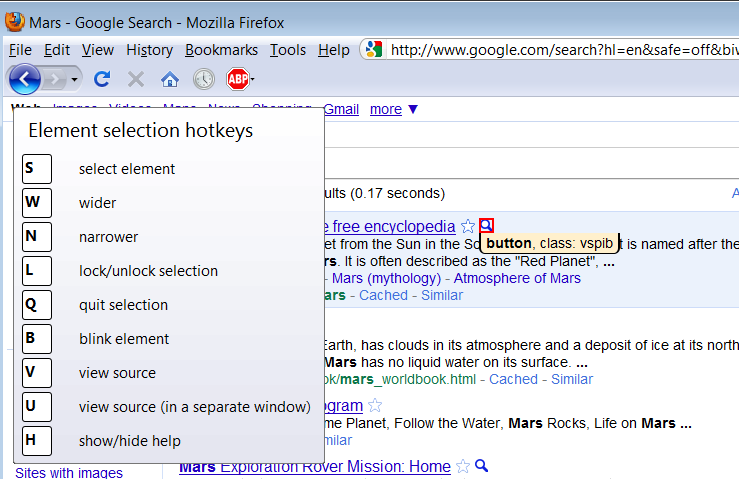 Mars - Google Search - Mozilla Firefox
File Edit View History Bookmarks Tools Help http://www.google.com/search?hl=en&safe=off&biw
ABP
Web Images Videos Maps News Shopping Gmail more ▼
Element selection hotkeys
S select element
W wider
N narrower
L lock/unlock selection
Q quit selection
B blink element
V view source
U view source (in a separate window)
H show/hide help
Sites with images
ults (0.17 seconds)
e free encyclopedia
button, class: vspib
et from the Sun in the So t is named after the
rs. It is often described as the "Red Planet", ...
- Mars (mythology) - Atmosphere of Mars
ars - Cached - Similar
Earth, has clouds in its atmosphere and a deposit of ice at its north
Mars has no liquid water on its surface. ...
ok/mars_worldbook.html - Cached - Similar
ogram
me Planet, Follow the Water, Mars Rocks, Life on Mars ...
milar
Mars Exploration Rover Mission: Home